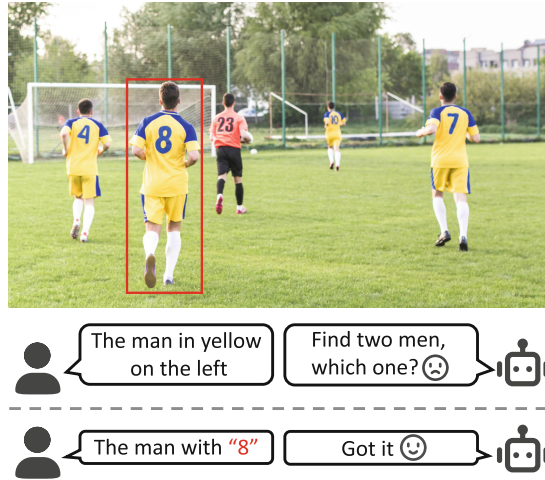 4
8
23
10
7
The man in yellow
on the left
Find two men,
which one?
The man with “8”
Got it